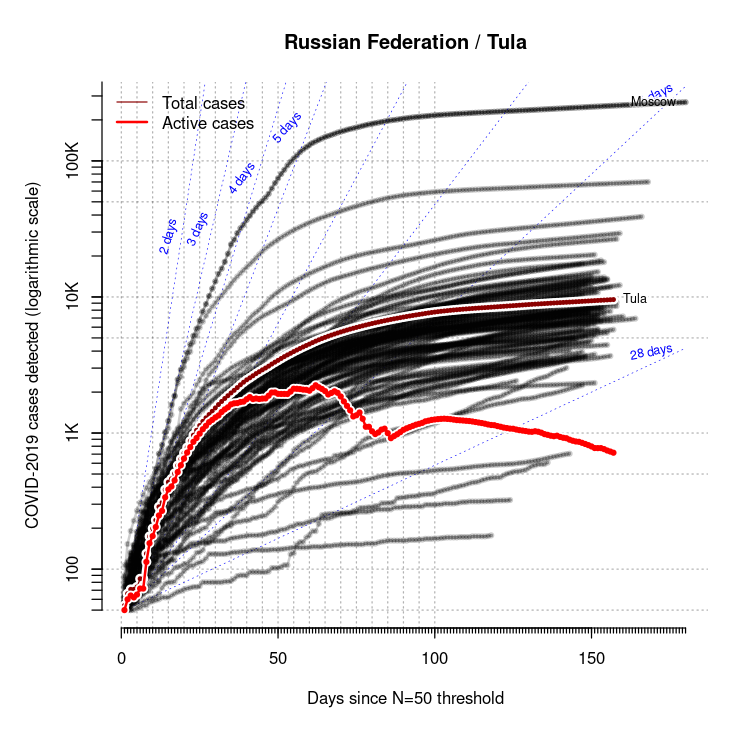 Russian Federation / Tula
Total cases
Active cases
2 days
3 days
4 days
5 days
days
Moscow
Tula
28 days
COVID-2019 cases detected (logarithmic scale)
100K
10K
1K
100
0 50 100 150
Days since N=50 threshold